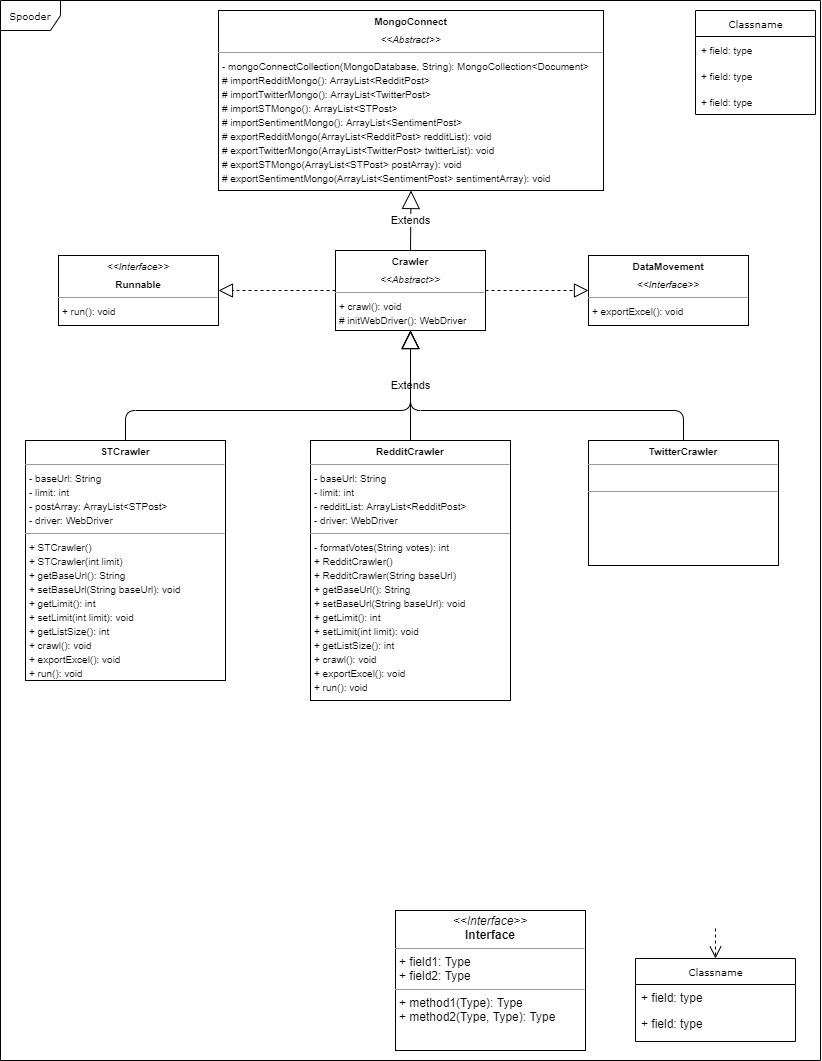 Spooder
MongoConnect
<<Abstract>>
- mongoConnectCollection(MongoDatabase, String): MongoCollection<Document>
# importRedditMongo(): ArrayList<RedditPost>
# importTwitterMongo(): ArrayList<TwitterPost>
# importSTMongo(): ArrayList<STPost>
# importSentimentMongo(): ArrayList<SentimentPost>
# exportRedditMongo(ArrayList<RedditPost> redditList): void
# exportTwitterMongo(ArrayList<TwitterPost> twitterList): void
# exportSTMongo(ArrayList<STPost> postArray): void
# exportSentimentMongo(ArrayList<SentimentPost> sentimentArray): void
Classname
+ field: type
+ field: type
+ field: type
Extends
<<Interface>>
Runnable
+ run(): void
Crawler
<<Abstract>>
+ crawl(): void
# initWebDriver(): WebDriver
DataMovement
<<Interface>>
+ exportExcel(): void
Extends
STCrawler
- baseUrl: String
- limit: int
- postArray: ArrayList<STPost>
- driver: WebDriver
+ STCrawler()
+ STCrawler(int limit)
+ getBaseUrl(): String
+ setBaseUrl(String baseUrl): void
+ getLimit(): int
+ setLimit(int limit): void
+ getListSize(): int
+ crawl(): void
+ exportExcel(): void
+ run(): void
RedditCrawler
- baseUrl: String
- limit: int
- redditList: ArrayList<RedditPost>
- driver: WebDriver
- formatVotes(String votes): int
+ RedditCrawler()
+ RedditCrawler(String baseUrl)
+ getBaseUrl(): String
+ setBaseUrl(String baseUrl): void
+ getLimit(): int
+ setLimit(int limit): void
+ getListSize(): int
+ crawl(): void
+ exportExcel(): void
+ run(): void
TwitterCrawler
<<Interface>>
Interface
+ field1: Type
+ field2: Type
+ method1(Type): Type
+ method2(Type, Type): Type
Classname
+ field: type
+ field: type